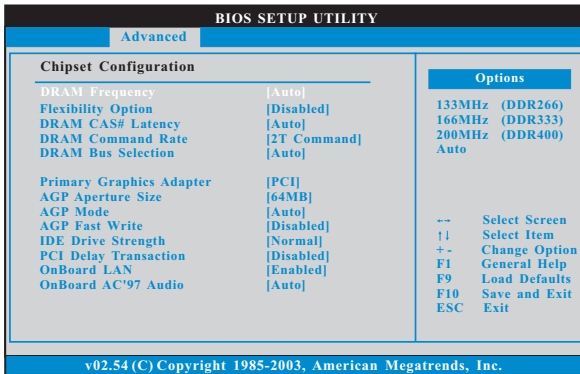 BIOS SETUP UTILITY
Advanced
Chipset Configuration
DRAM Frequency [Auto]
Flexibility Option [Disabled]
DRAM CAS# Latency [Auto]
DRAM Command Rate [2T Command]
DRAM Bus Selection [Auto]
Primary Graphics Adapter [PCI]
AGP Aperture Size [64MB]
AGP Mode [Auto]
AGP Fast Write [Disabled]
IDE Drive Strength [Normal]
PCI Delay Transaction [Disabled]
OnBoard LAN [Enabled]
OnBoard AC'97 Audio [Auto]
Options
133MHz (DDR266)
166MHz (DDR333)
200MHz (DDR400)
Auto
←→ Select Screen
↑↓ Select Item
+- Change Option
F1 General Help
F9 Load Defaults
F10 Save and Exit
ESC Exit
v02.54 (C) Copyright 1985-2003, American Megatrends, Inc.